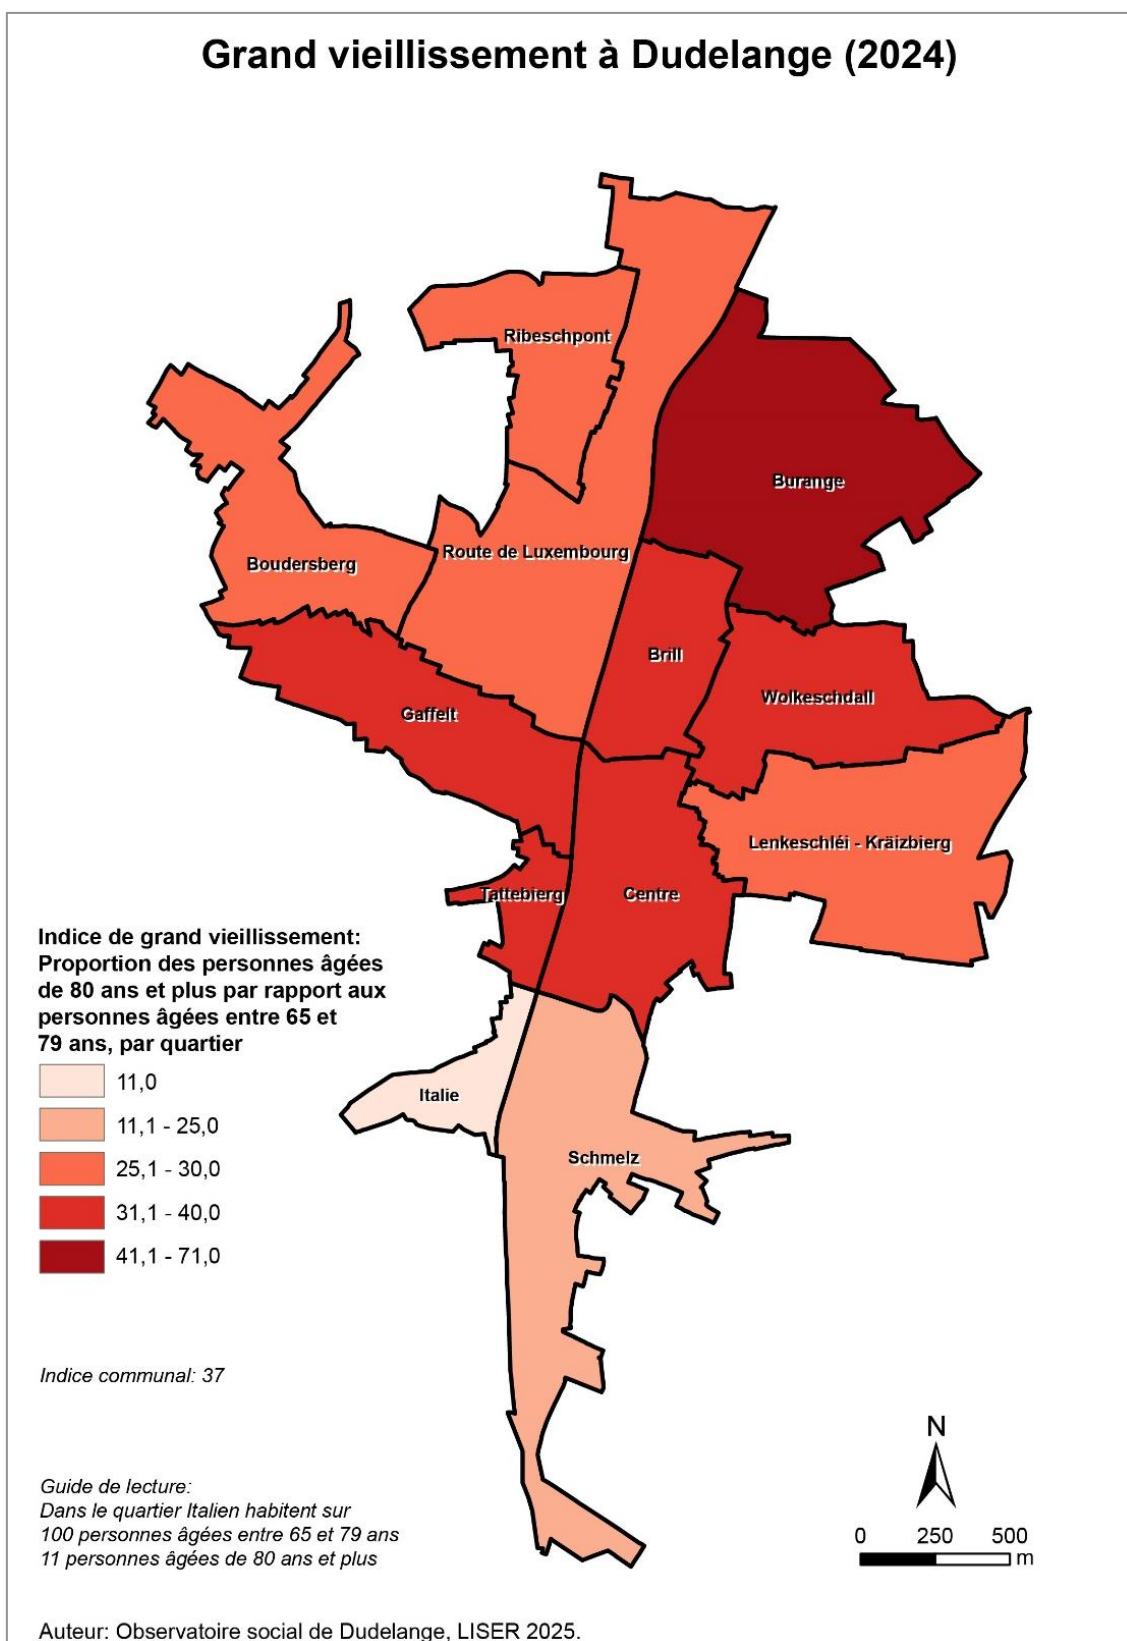 Grand vieillissement à Dudelange (2024)
Ribeschpont
Burange
Route de Luxembourg
Boudersberg
Brill
Wolkeschdall
Gaffelt
Lenkeschléi - Kräizbierg
Tattebierg
Centre
Indice de grand vieillissement:
Proportion des personnes âgées
de 80 ans et plus par rapport aux
personnes âgées entre 65 et
79 ans, par quartier
11,0
11,1 - 25,0
25,1 - 30,0
31,1 - 40,0
41,1 - 71,0
Italie
Schmelz
Indice communal: 37
Guide de lecture:
Dans le quartier Italien habitent sur
100 personnes âgées entre 65 et 79 ans
11 personnes âgées de 80 ans et plus
N
0 250 500
m
Auteur: Observatoire social de Dudelange, LISER 2025.